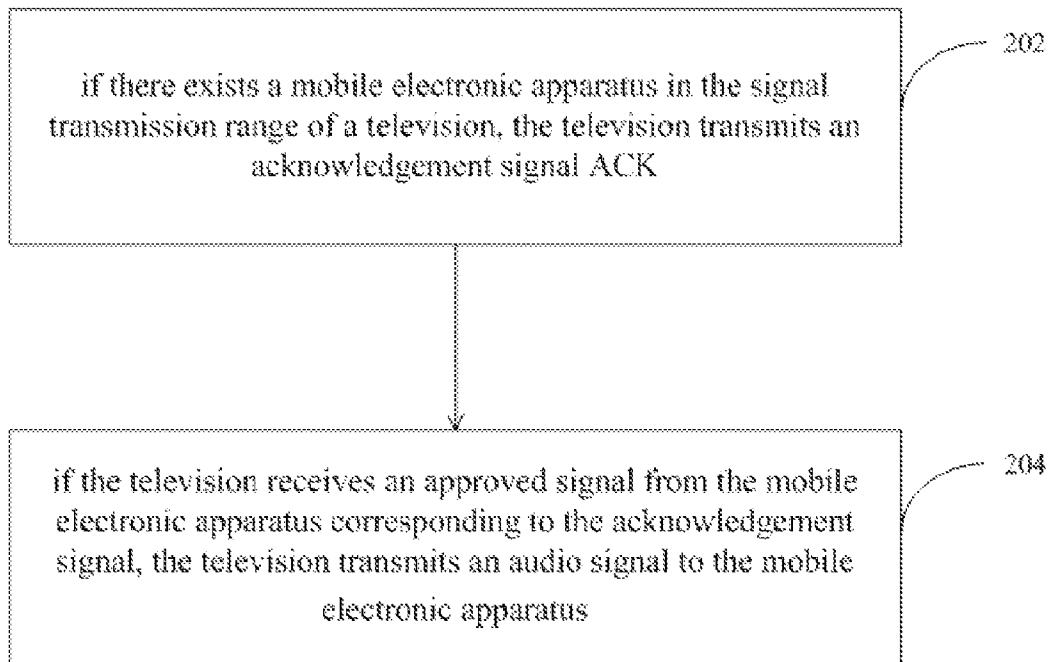 202
if there exists a mobile electronic apparatus in the signal
transmission range of a television, the television transmits an
acknowledgement signal ACK
204
if the television receives an approved signal from the mobile
electronic apparatus corresponding to the acknowledgement
signal, the television transmits an audio signal to the mobile
electronic apparatus